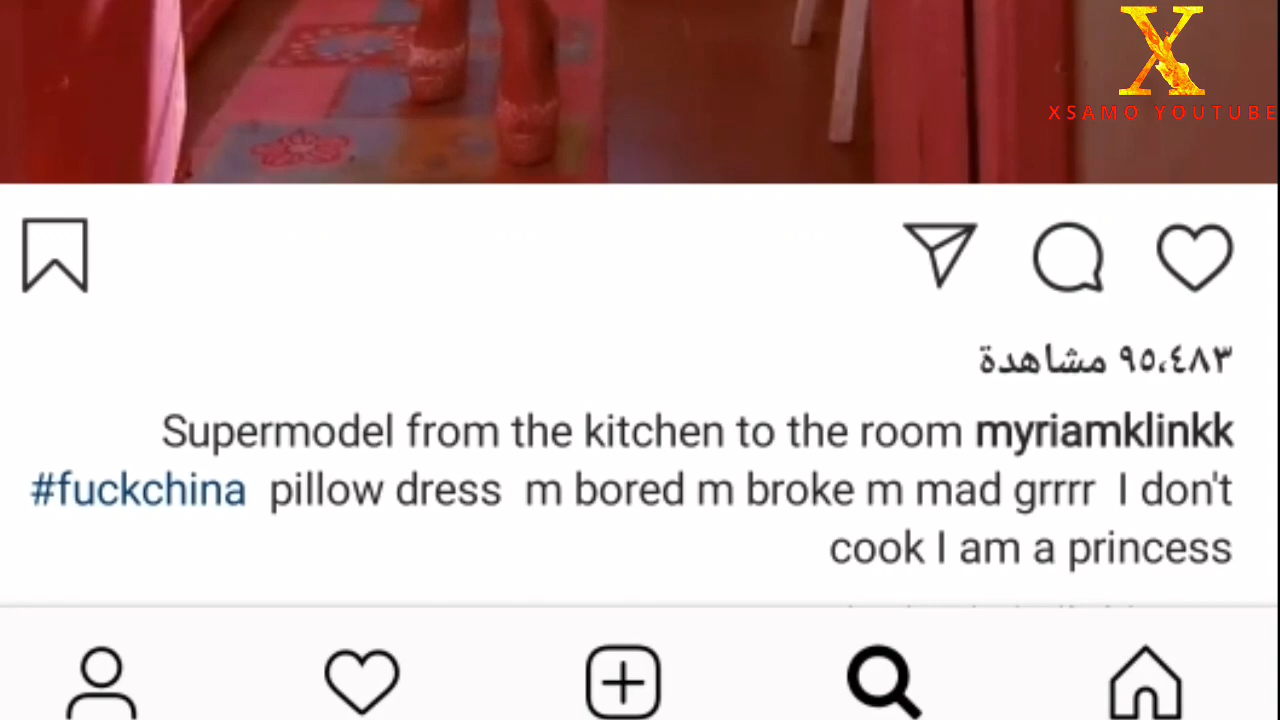 X
XSAMO YOUTUBE
٩٥،٤٨٣ مشاهدة
Supermodel from the kitchen to the room myriamklinkk
#fuckchina pillow dress m bored m broke m mad grrrr I don't
cook I am a princess